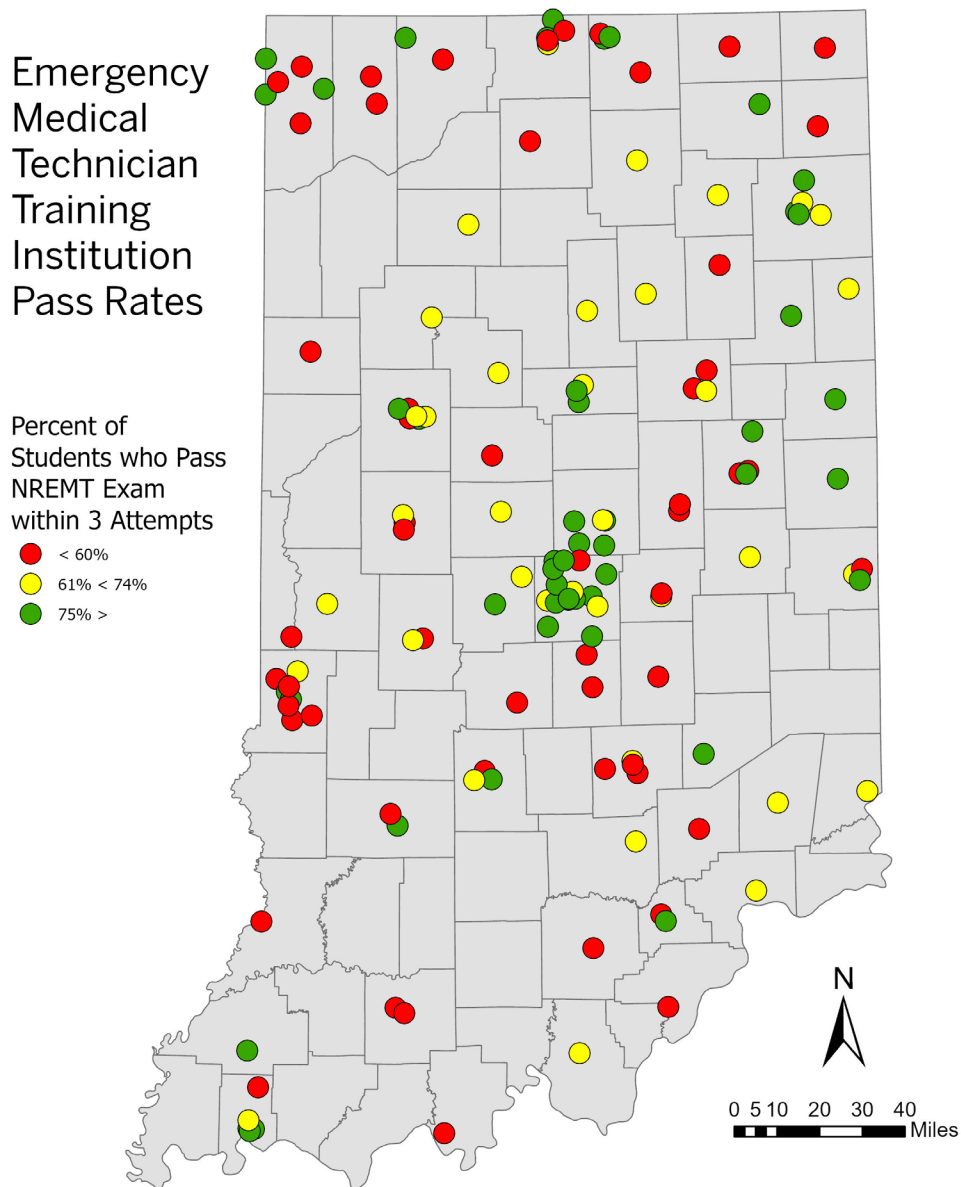 Emergency
Medical
Technician
Training
Institution
Pass Rates
Percent of
Students who Pass
NREMT Exam
within 3 Attempts
< 60%
61% < 74%
75% >
N
0 5 10 20 30 40
Miles